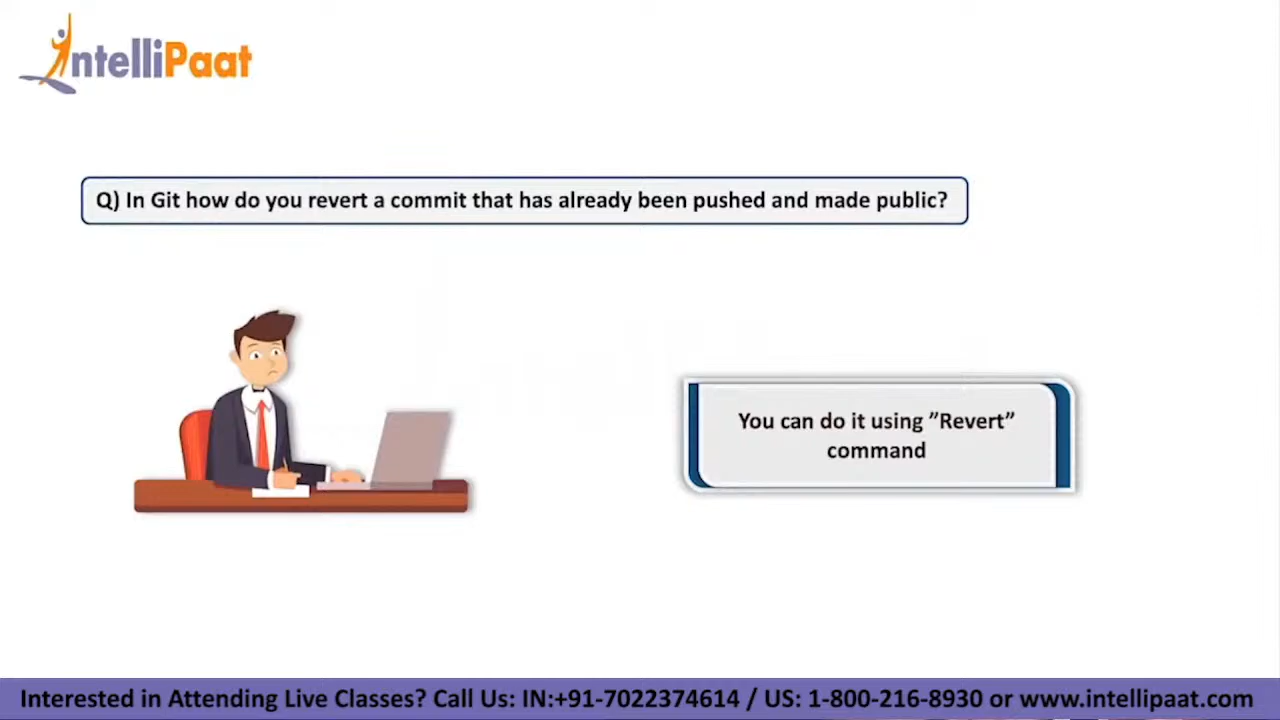 IntelliPaat
Q) In Git how do you revert a commit that has already been pushed and made public?
You can do it using ”Revert”
command
Interested in Attending Live Classes? Call Us: IN:+91-7022374614 / US: 1-800-216-8930 or www.intellipaat.com